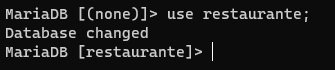 MariaDB [(none)]> use restaurante;
Database changed
MariaDB [restaurante]>